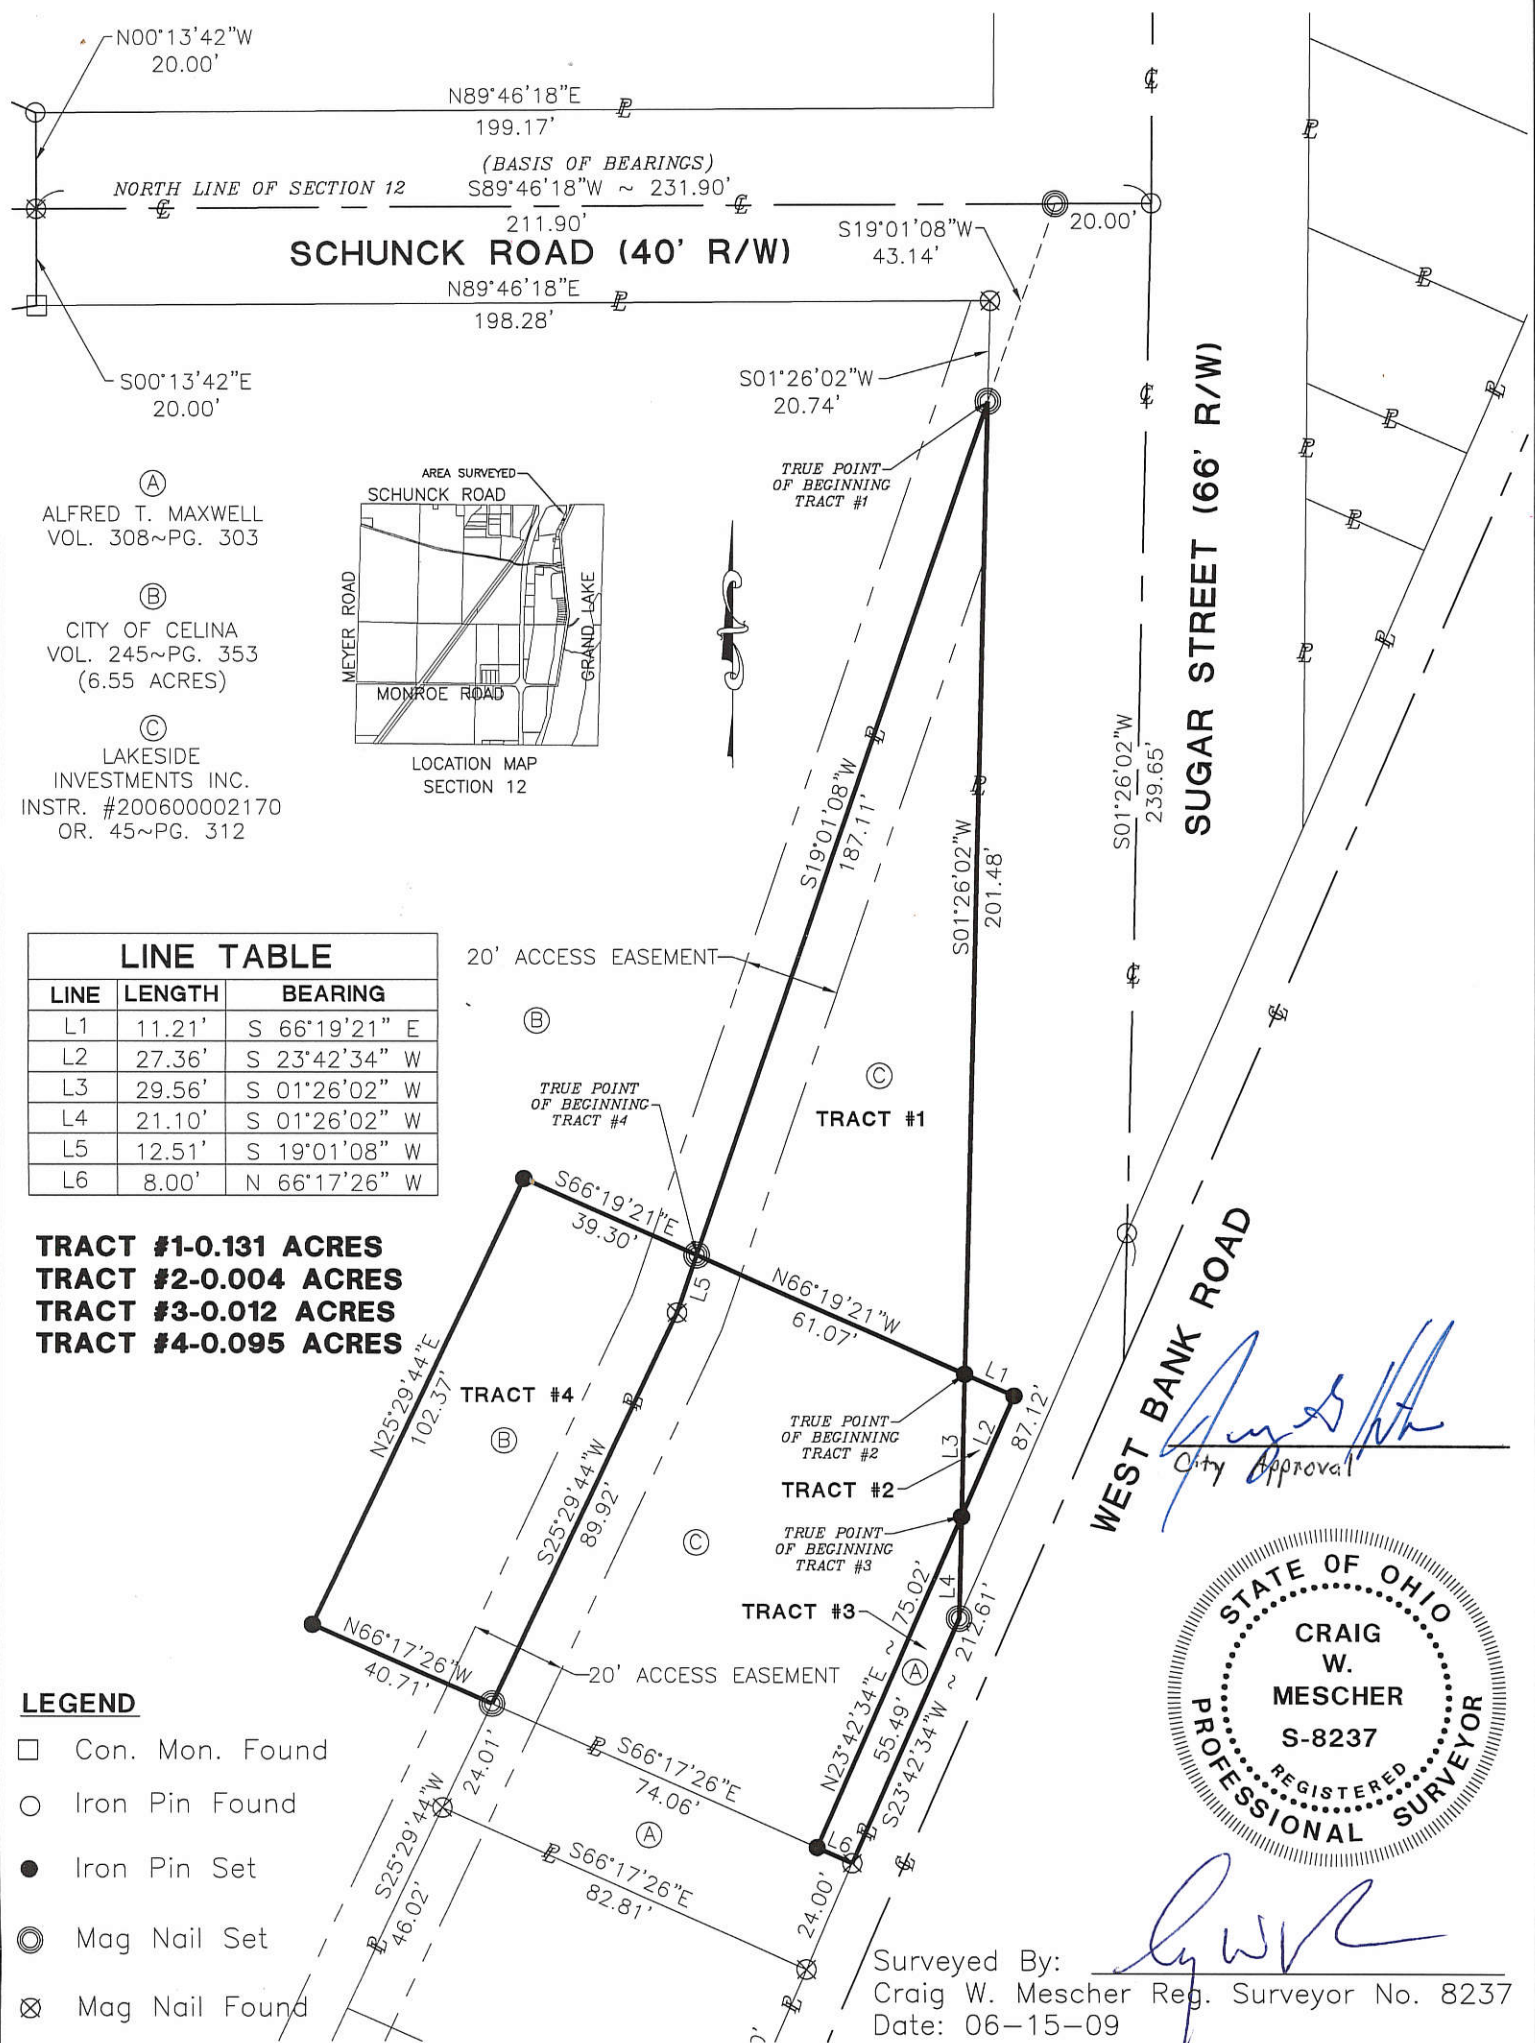 N00°13'42"W
20.00'
N89°46'18"E
199.17'
(BASIS OF BEARINGS)
NORTH LINE OF SECTION 12
S89°46'18"W ~ 231.90'
211.90'
20.00'
S19°01'08"W
43.14'
SCHUNCK ROAD (40' R/W)
N89°46'18"E
198.28'
S00°13'42"E
20.00'
S01°26'02"W
20.74'
TRUE POINT
OF BEGINNING
TRACT #1
A
ALFRED T. MAXWELL
VOL. 308~PG. 303
B
CITY OF CELINA
VOL. 245~PG. 353
(6.55 ACRES)
C
LAKESIDE
INVESTMENTS INC.
INSTR. #200600002170
OR. 45~PG. 312
AREA SURVEYED
SCHUNCK ROAD
MEYER ROAD
GRAND LAKE
MONROE ROAD
LOCATION MAP
SECTION 12
SUGAR STREET (66' R/W)
S01°26'02"W
239.65'
S19°01'08"W
187.11'
S01°26'02"W
201.48'
LINE TABLE
LINE LENGTH BEARING
L1 11.21' S 66°19'21" E
L2 27.36' S 23°42'34" W
L3 29.56' S 01°26'02" W
L4 21.10' S 01°26'02" W
L5 12.51' S 19°01'08" W
L6 8.00' N 66°17'26" W
20' ACCESS EASEMENT
B
C
TRACT #1
TRUE POINT
OF BEGINNING
TRACT #4
TRACT #1-0.131 ACRES
TRACT #2-0.004 ACRES
TRACT #3-0.012 ACRES
TRACT #4-0.095 ACRES
S66°19'21"E
39.30'
L5
N66°19'21"W
61.07'
L1
N25°29'44"E
102.37'
TRACT #4
B
S25°29'44"W
89.92'
C
TRUE POINT
OF BEGINNING
TRACT #2
L3
L2
87.12'
TRACT #2
TRUE POINT
OF BEGINNING
TRACT #3
L4
TRACT #3
A
WEST BANK ROAD
City Approval
N66°17'26"W
40.71'
20' ACCESS EASEMENT
N23°42'34"E ~ 75.02'
55.49'
S23°42'34"W ~ 212.61'
STATE OF OHIO
CRAIG
W.
MESCHER
S-8237
REGISTERED
PROFESSIONAL SURVEYOR
LEGEND
Con. Mon. Found
Iron Pin Found
Iron Pin Set
Mag Nail Set
Mag Nail Found
24.01'
S25°29'44"W
46.02'
S66°17'26"E
74.06'
A
S66°17'26"E
82.81'
L6
24.00'
Surveyed By:
Craig W. Mescher Reg. Surveyor No. 8237
Date: 06-15-09